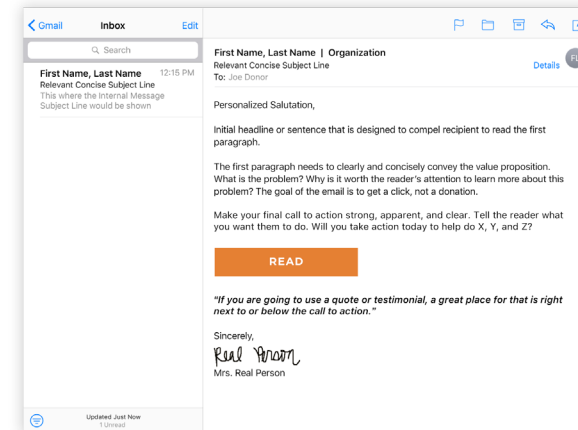 Gmail Inbox Edit
Search
First Name, Last Name 12:15 PM
Relevant Concise Subject Line
This where the Internal Message
Subject Line would be shown
Updated Just Now
1 Unread
First Name, Last Name | Organization
Relevant Concise Subject Line
To: Joe Donor
Details
Personalized Salutation,
Initial headline or sentence that is designed to compel recipient to read the first
paragraph.
The first paragraph needs to clearly and concisely convey the value proposition.
What is the problem? Why is it worth the reader's attention to learn more about this
problem? The goal of the email is to get a click, not a donation.
Make your final call to action strong, apparent, and clear. Tell the reader what
you want them to do. Will you take action today to help do X, Y, and Z?
READ
"If you are going to use a quote or testimonial, a great place for that is right
next to or below the call to action."
Sincerely,
Real Person
Mrs. Real Person